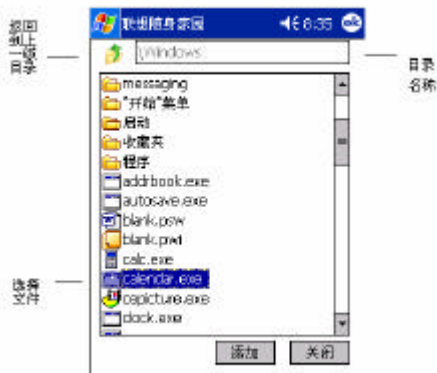 联想随身家园 8:35 ok
返回
到上
一级
目录
\Windows
目录
名称
messaging
"开始"菜单
启动
收藏夹
程序
addrbook.exe
autosave.exe
blank.psw
blank.pwi
calc.exe
选择
文件
calendar.exe
capicture.exe
clock.exe
添加 关闭